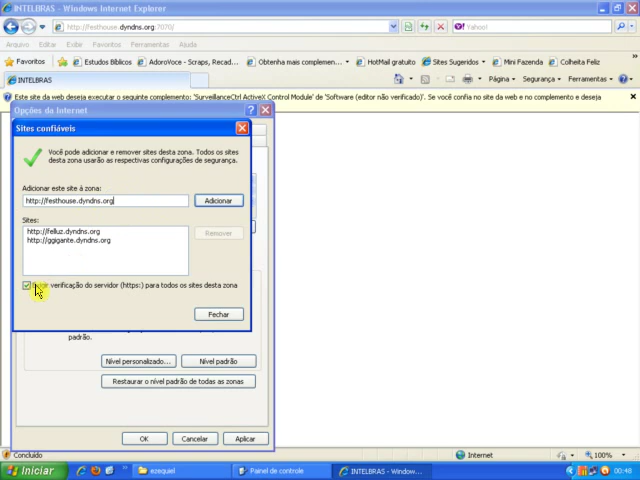 INTELBRAS - Windows Internet Explorer
http://festhouse.dyndns.org:7070/
Yahoo!
Arquivo Editar Exibir Favoritos Ferramentas Ajuda
Favoritos Estudos Bíblicos AdoroVoce - Scraps, Recad... Obtenha mais complemen... HotMail gratuito Sites Sugeridos Mini Fazenda Colheita Feliz
INTELBRAS Página Segurança Ferramentas
Este site da web deseja executar o seguinte complemento: 'SurveillanceCtrl ActiveX Control Module' de 'Software (editor não verificado)'. Se você confia no site da web e no complemento e deseja
Opções da Internet
Sites confiáveis
Você pode adicionar e remover sites desta zona. Todos os sites
desta zona usarão as respectivas configurações de segurança.
Adicionar este site à zona:
http://festhouse.dyndns.org Adicionar
Sites:
http://felluz.dyndns.org
http://ggigante.dyndns.org
Remover
verificação do servidor (https:) para todos os sites desta zona
Fechar
padrão.
Nível personalizado... Nível padrão
Restaurar o nível padrão de todas as zonas
OK Cancelar Aplicar
Concluído Internet 100%
Iniciar ezequiel Painel de controle INTELBRAS - Window... 00:48